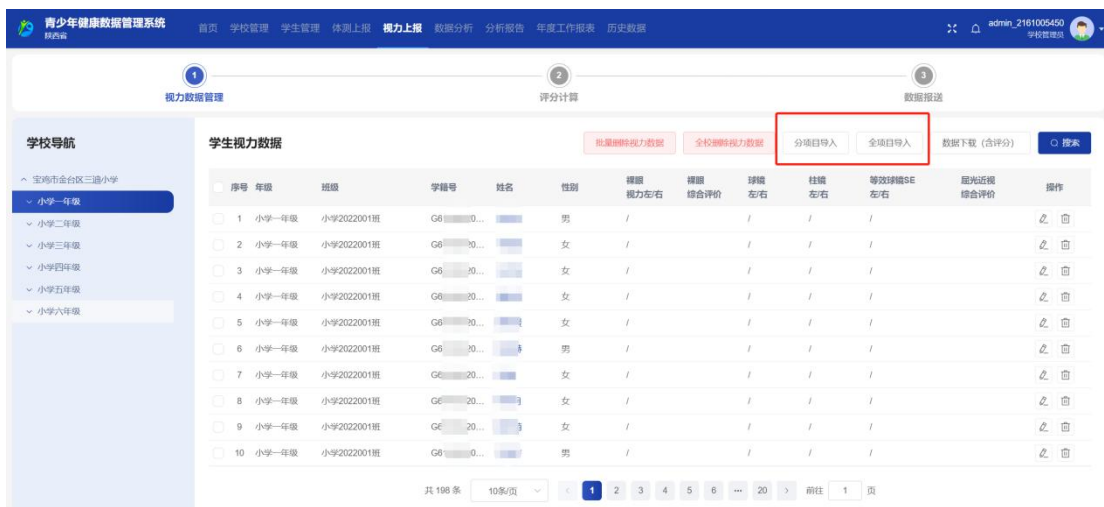 青少年健康数据管理系统
陕西省
首页 学校管理 学生管理 体测上报 视力上报 数据分析 分析报告 年度工作报表 历史数据
admin_2161005450
学校管理员
1 2 3
视力数据管理 评分计算 数据报送
学校导航
宝鸡市金台区三迪小学
小学一年级
小学二年级
小学三年级
小学四年级
小学五年级
小学六年级
学生视力数据 批量删除视力数据 全校删除视力数据 分项目导入 全项目导入 数据下载（含评分） 搜索
序号 年级 班级 学籍号 姓名 性别 裸眼视力左/右 裸眼综合评价 球镜左/右 柱镜左/右 等效球镜SE左/右 屈光近视综合评价 操作
1 小学一年级 小学2022001班 G6 0... 男 / / / /
2 小学一年级 小学2022001班 G6 20... 女 / / / /
3 小学一年级 小学2022001班 G6 20... 女 / / / /
4 小学一年级 小学2022001班 G6 20... 女 / / / /
5 小学一年级 小学2022001班 G6 20... 女 / / / /
6 小学一年级 小学2022001班 G6 20... 男 / / / /
7 小学一年级 小学2022001班 G6 20... 女 / / / /
8 小学一年级 小学2022001班 G6 20... 女 / / / /
9 小学一年级 小学2022001班 G6 20... 女 / / / /
10 小学一年级 小学2022001班 G6 0... 男 / / / /
共 198 条 10条/页 < 1 2 3 4 5 6 ... 20 > 前往 1 页